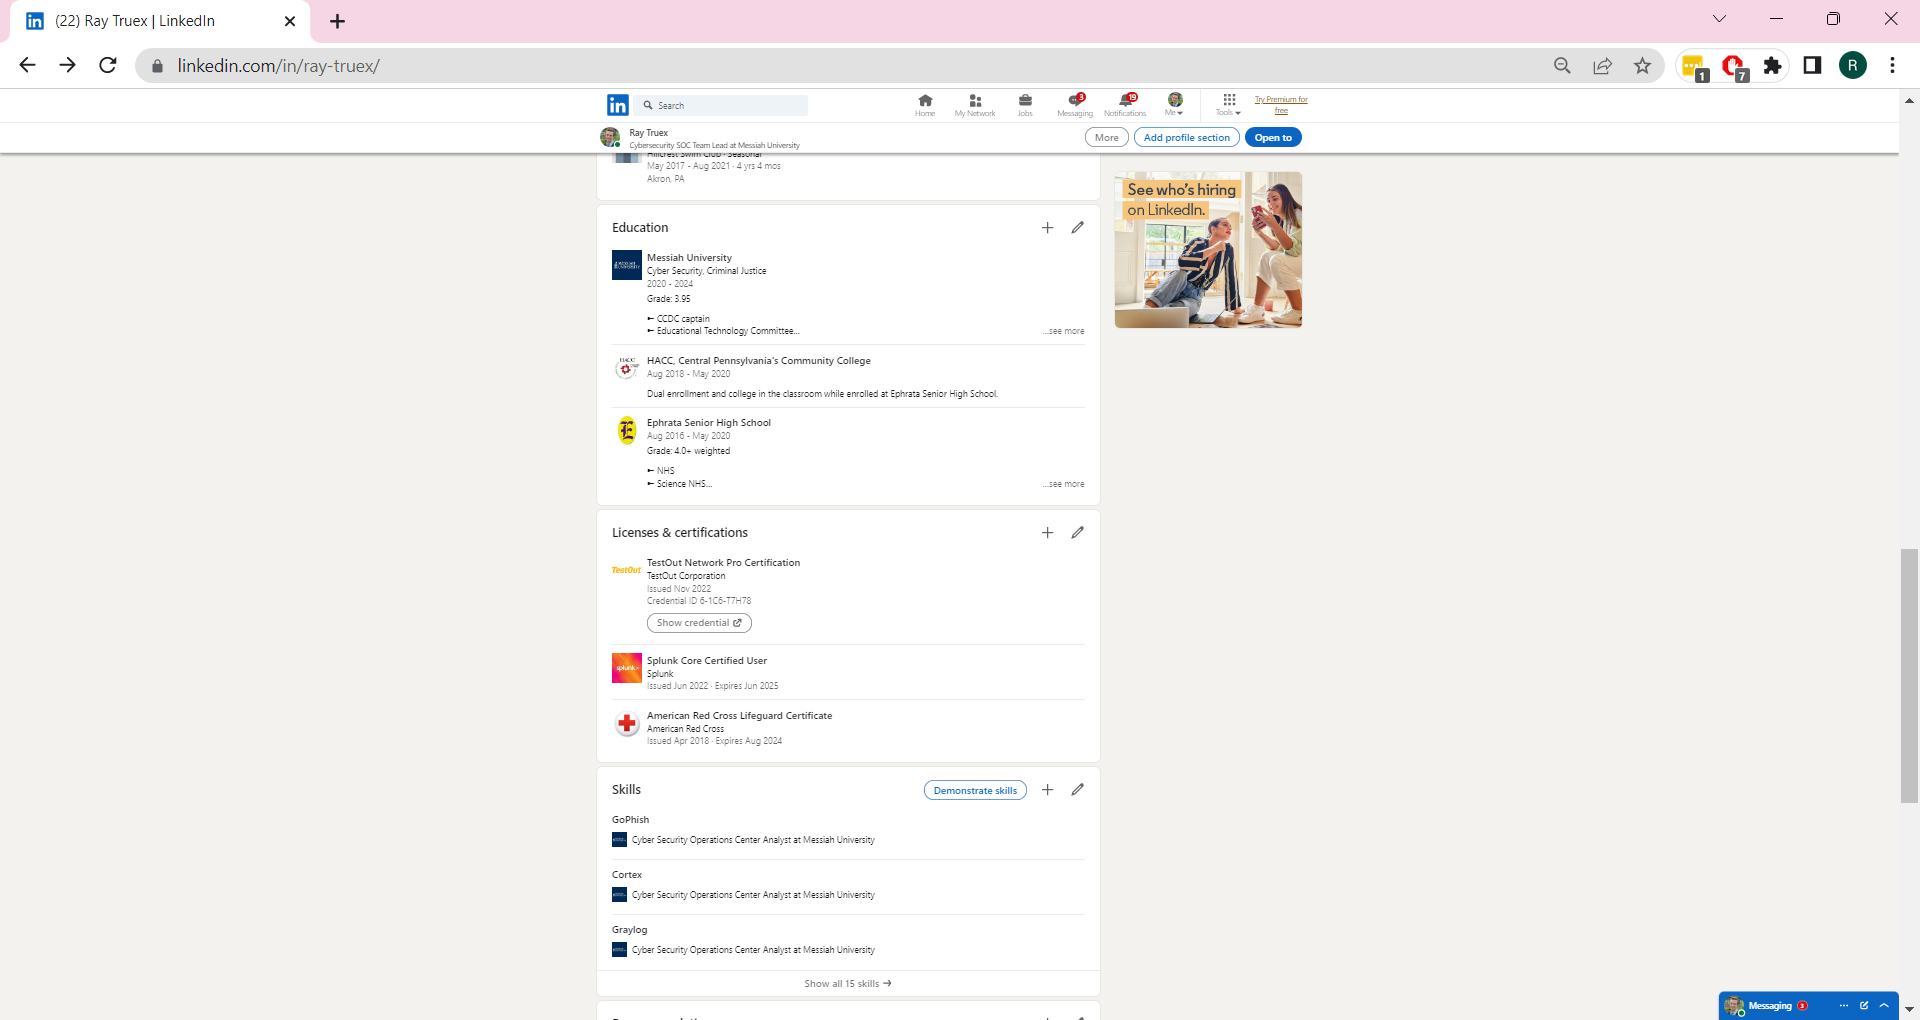 (22) Ray Truex | LinkedIn
linkedin.com/in/ray-truex/
1
7
R
in
Search
Home
My Network
Jobs
3
Messaging
19
Notifications
Me
Tools
Try Premium for
free
Ray Truex
Cybersecurity SOC Team Lead at Messiah University
More
Add profile section
Open to
Hillcrest Swim Club · Seasonal
May 2017 - Aug 2021 · 4 yrs 4 mos
Akron, PA
See who's hiring
on LinkedIn.
Education
Messiah University
Cyber Security, Criminal Justice
2020 - 2024
Grade: 3.95
➸ CCDC captain
➸ Educational Technology Committee...
...see more
HACC, Central Pennsylvania's Community College
Aug 2018 - May 2020
Dual enrollment and college in the classroom while enrolled at Ephrata Senior High School.
Ephrata Senior High School
Aug 2016 - May 2020
Grade: 4.0+ weighted
➸ NHS
➸ Science NHS...
...see more
Licenses & certifications
TestOut
TestOut Network Pro Certification
TestOut Corporation
Issued Nov 2022
Credential ID 6-1C6-T7H78
Show credential
splunk>
Splunk Core Certified User
Splunk
Issued Jun 2022 · Expires Jun 2025
American Red Cross Lifeguard Certificate
American Red Cross
Issued Apr 2018 · Expires Aug 2024
Skills
Demonstrate skills
GoPhish
Cyber Security Operations Center Analyst at Messiah University
Cortex
Cyber Security Operations Center Analyst at Messiah University
Graylog
Cyber Security Operations Center Analyst at Messiah University
Show all 15 skills →
Messaging 3